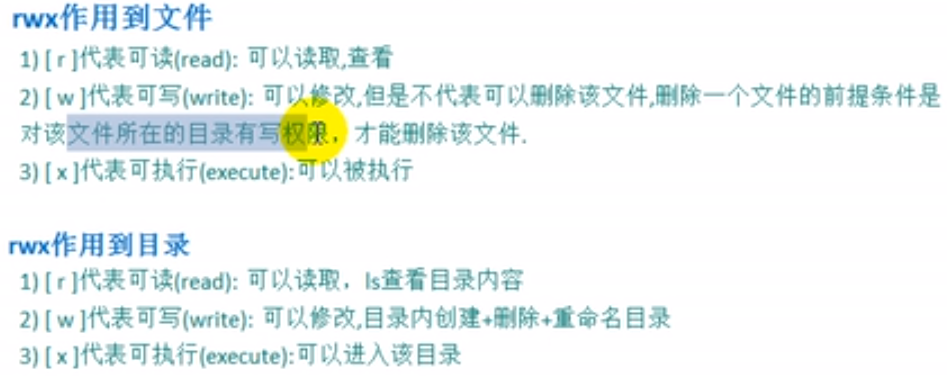 rwx作用到文件
1) [ r ]代表可读(read): 可以读取,查看
2) [ w ]代表可写(write): 可以修改,但是不代表可以删除该文件,删除一个文件的前提条件是
对该文件所在的目录有写权限，才能删除该文件.
3) [ x ]代表可执行(execute):可以被执行
rwx作用到目录
1) [ r ]代表可读(read): 可以读取，ls查看目录内容
2) [ w ]代表可写(write): 可以修改,目录内创建+删除+重命名目录
3) [ x ]代表可执行(execute):可以进入该目录